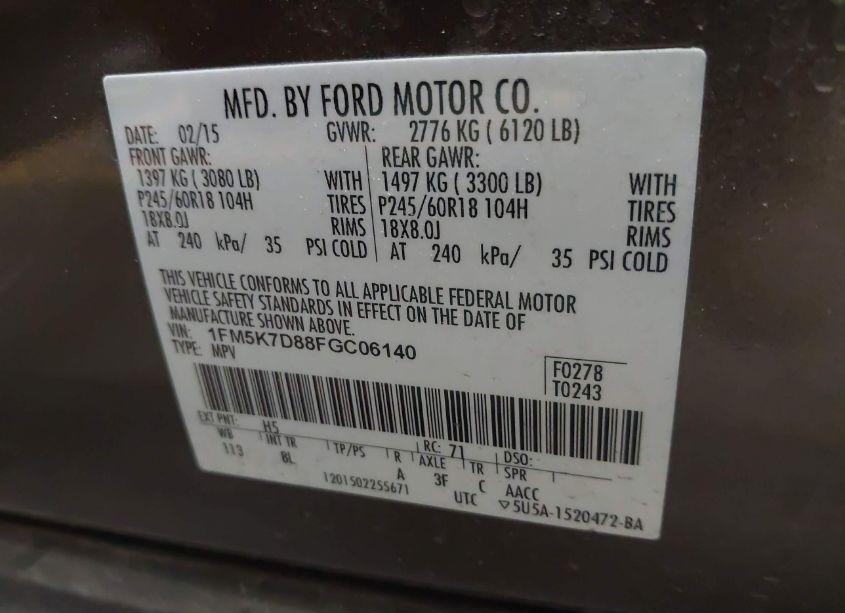 MFD. BY FORD MOTOR CO.
DATE: 02/15 GVWR: 2776 KG ( 6120 LB)
FRONT GAWR: REAR GAWR:
1397 KG ( 3080 LB) WITH 1497 KG ( 3300 LB) WITH
P245/60R18 104H TIRES P245/60R18 104H TIRES
18X8.0J RIMS 18X8.0J RIMS
AT 240 kPa/ 35 PSI COLD AT 240 kPa/ 35 PSI COLD
THIS VEHICLE CONFORMS TO ALL APPLICABLE FEDERAL MOTOR
VEHICLE SAFETY STANDARDS IN EFFECT ON THE DATE OF
MANUFACTURE SHOWN ABOVE.
VIN: 1FM5K7D88FGC06140
TYPE: MPV
F0278
T0243
EXT PNT: H5 RC: 71 DSO:
WB INT TR TP/PS R AXLE TR SPR
113 8L A 3F C AACC
1201502255671 UTC ▽5U5A-1520472-BA